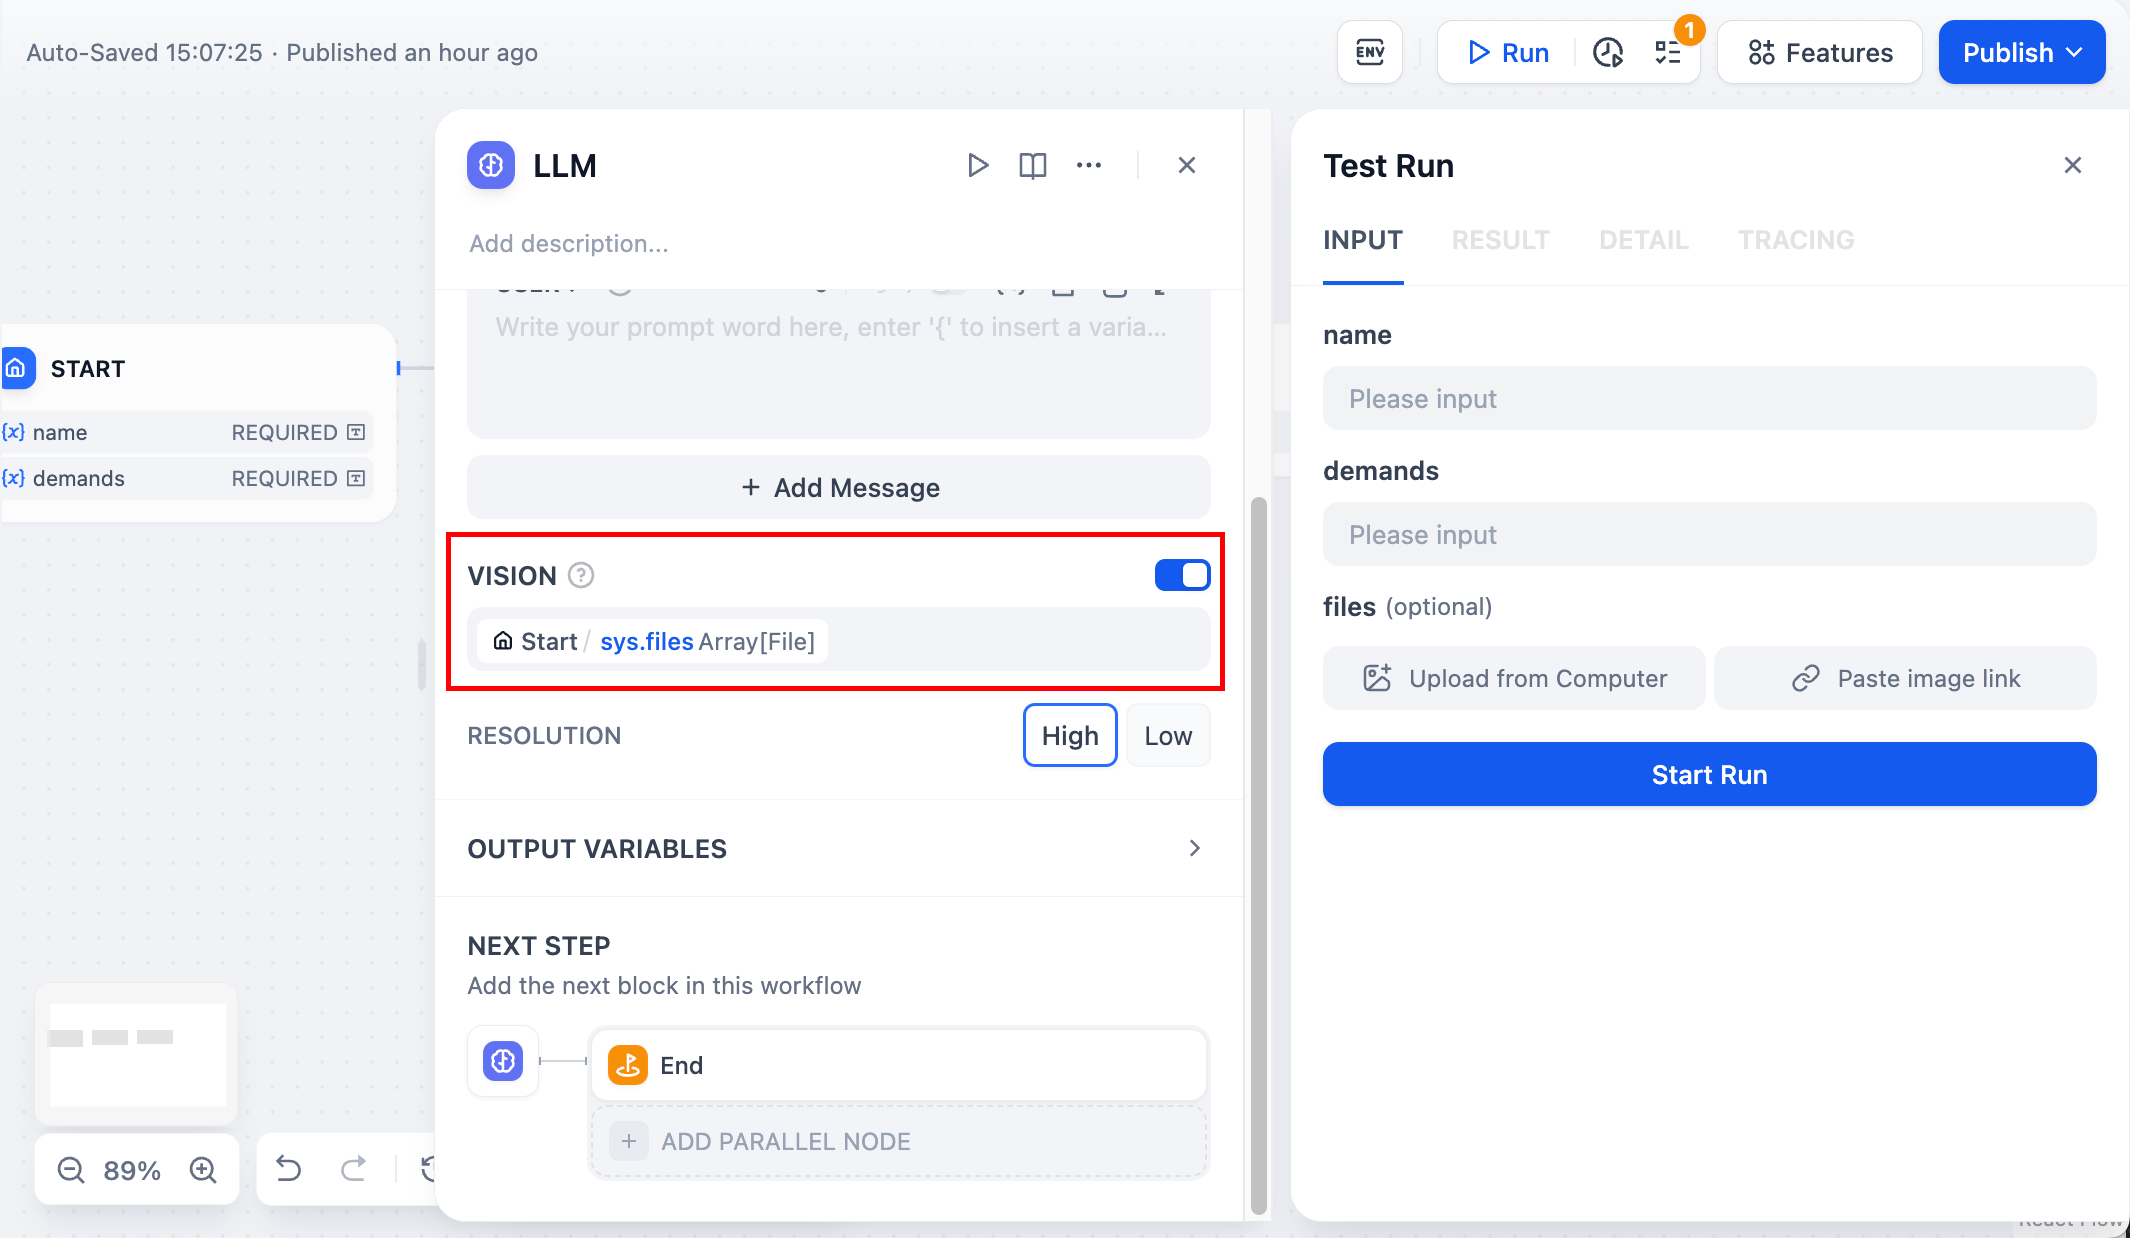 Auto-Saved 15:07:25 · Published an hour ago
ENV
Run
1
Features
Publish
START
{x} name REQUIRED
{x} demands REQUIRED
89%
LLM
Add description...
Write your prompt word here, enter '{' to insert a varia...
+ Add Message
VISION ?
Start / sys.files Array[File]
RESOLUTION High Low
OUTPUT VARIABLES
NEXT STEP
Add the next block in this workflow
End
+ ADD PARALLEL NODE
Test Run
INPUT RESULT DETAIL TRACING
name
Please input
demands
Please input
files (optional)
Upload from Computer
Paste image link
Start Run
React Flow